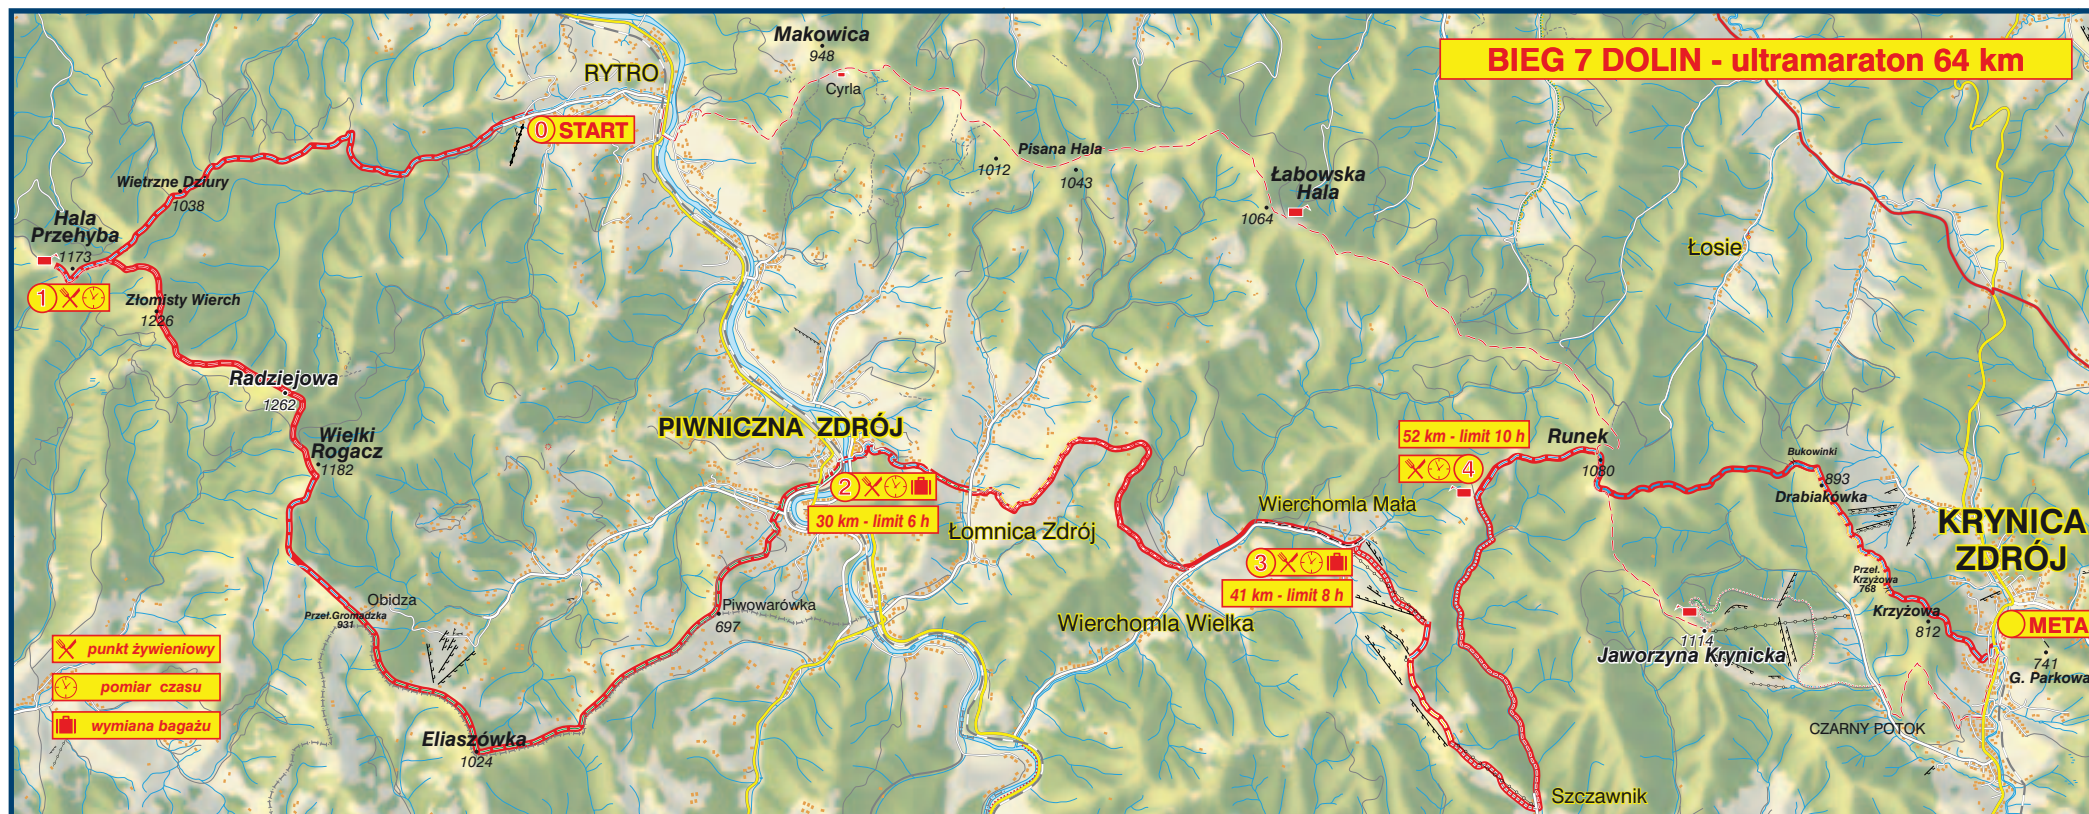 BIEG 7 DOLIN - ultramaraton 64 km
Makowica
948
Cyrla
RYTRO
0 START
Pisana Hala
1012
1043
Łabowska
Hala
1064
Łosie
Wietrzne Dziury
1038
Hala
Przehyba
1173
1
Złomisty Wierch
1226
Radziejowa
1262
Wielki
Rogacz
1182
PIWNICZNA ZDRÓJ
2
30 km - limit 6 h
Łomnica Zdrój
52 km - limit 10 h
4
Runek
1080
Bukowinki
893
Drabiakówka
Wierchomla Mała
3
41 km - limit 8 h
Wierchomla Wielka
KRYNICA
ZDRÓJ
Przeł.
Krzyżowa
768
Krzyżowa
812
META
741
G. Parkowa
1114
Jaworzyna Krynicka
CZARNY POTOK
Szczawnik
Obidza
Przeł.Gromadzka
931
Piwowarówka
697
Eliaszówka
1024
punkt żywieniowy
pomiar czasu
wymiana bagażu